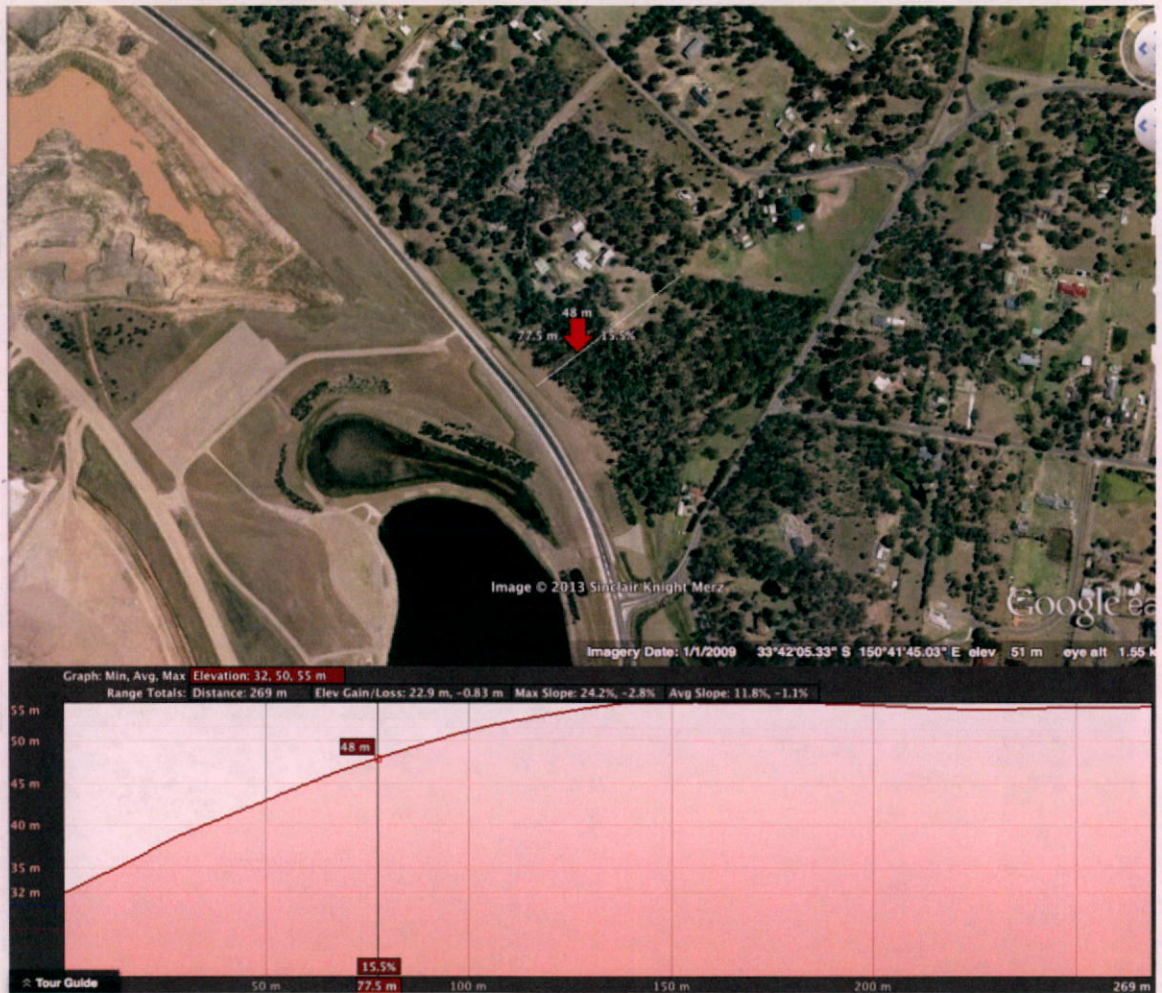 48 m
77.5 m 15.5%
Image © 2013 Sinclair Knight Merz
Google ea
Imagery Date: 1/1/2009 33°42'05.33" S 150°41'45.03" E elev 51 m eye alt 1.55 k
Graph: Min, Avg, Max Elevation: 32, 50, 55 m
Range Totals: Distance: 269 m Elev Gain/Loss: 22.9 m, -0.83 m Max Slope: 24.2%, -2.8% Avg Slope: 11.8%, -1.1%
55 m
50 m
48 m
45 m
40 m
35 m
32 m
15.5%
Tour Guide 50 m 77.5 m 100 m 150 m 200 m 269 m